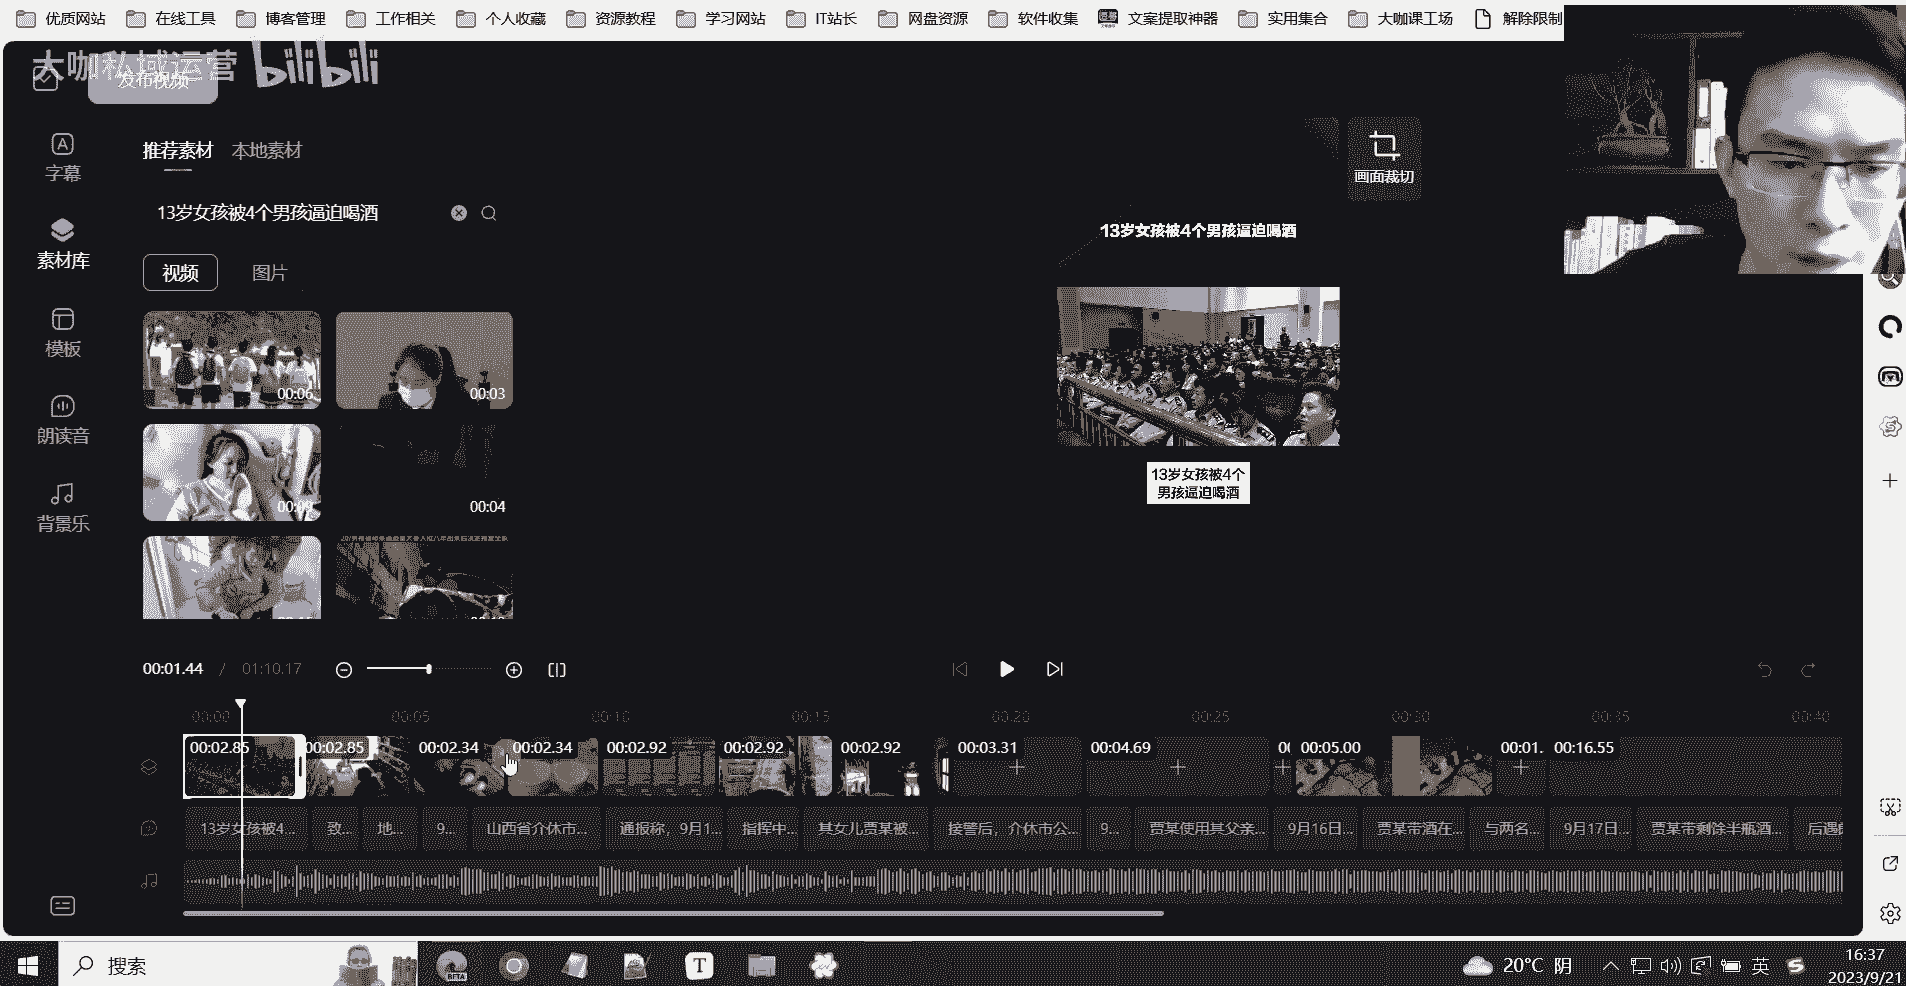 优质网站
在线工具
博客管理
工作相关
个人收藏
资源教程
学习网站
IT站长
网盘资源
软件收集
文案提取神器
实用集合
大咖课工场
解除限制
大咖私域运营 bilibili
发布视频
字幕
素材库
模板
朗读音
背景乐
推荐素材 本地素材
13岁女孩被4个男孩逼迫喝酒
视频 图片
00:06
00:03
00:04
画面裁切
13岁女孩被4个男孩逼迫喝酒
13岁女孩被4个
男孩逼迫喝酒
00:01.44 / 01:10.17
00:00 00:05 00:10 00:15 00:20 00:25 00:30 00:35 00:40
00:02.85 00:02.85 00:02.34 00:02.34 00:02.92 00:02.92 00:02.92 00:03.31 00:04.69 00:05.00 00:01. 00:16.55
13岁女孩被4... 致... 地... 9... 山西省介休市... 通报称，9月1... 指挥中... 其女儿贾某被... 接警后，介休市公... 9... 贾某使用其父亲... 9月16日... 贾某带酒在... 与两名... 9月17日... 贾某带剩除半瓶酒...
搜索
BETA
T
20°C 阴
英
16:37
2023/9/21